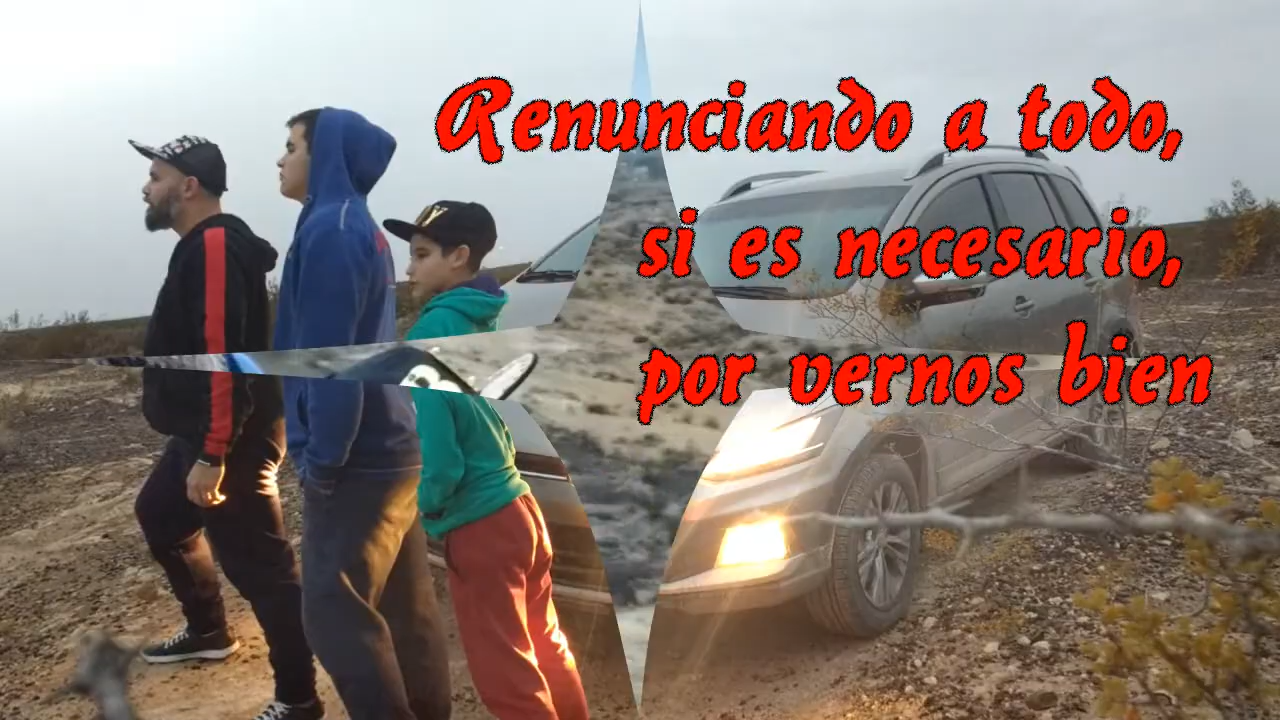 Renunciando a todo,
si es necesario,
por vernos bien